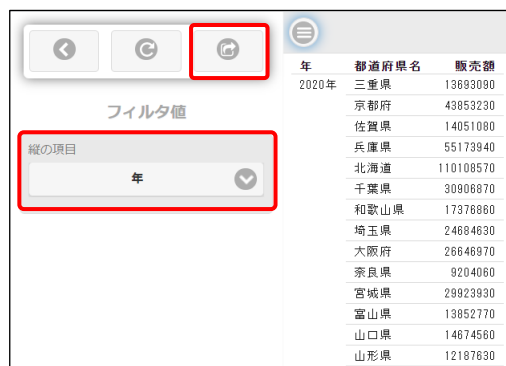 フィルタ値
縦の項目
年
年 都道府県名 販売額
2020年 三重県 13693090
京都府 43853230
佐賀県 14051080
兵庫県 55173940
北海道 110108570
千葉県 30906870
和歌山県 17376860
埼玉県 24684630
大阪府 26646970
奈良県 9204060
宮城県 29923930
富山県 13852770
山口県 14674560
山形県 12187630